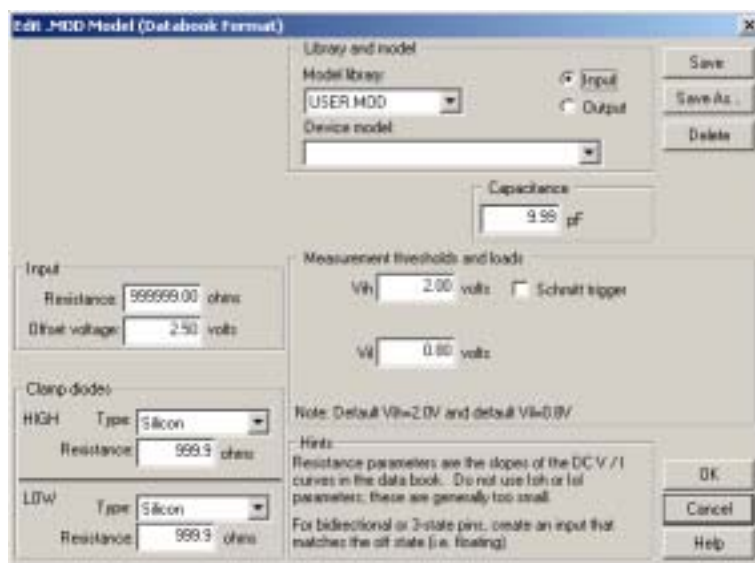 Edit .MOD Model (Databook Format)
Library and model
Model library:
USER.MOD
Input
Output
Device model:
Save
Save As..
Delete
Capacitance
9.99 pF
Input
Resistance: 999999.00 ohms
Offset voltage: 2.50 volts
Measurement thresholds and loads
Vih 2.00 volts Schmitt trigger
Vil 0.80 volts
Note: Default Vih=2.0V and default Vil=0.8V
Clamp diodes
HIGH Type: Silicon
Resistance: 999.9 ohms
LOW Type: Silicon
Resistance: 999.9 ohms
Hints
Resistance parameters are the slopes of the DC V / I
curves in the data book. Do not use Ioh or Iol
parameters; these are generally too small.
For bidirectional or 3-state pins, create an input that
matches the off state (i.e. floating)
OK
Cancel
Help